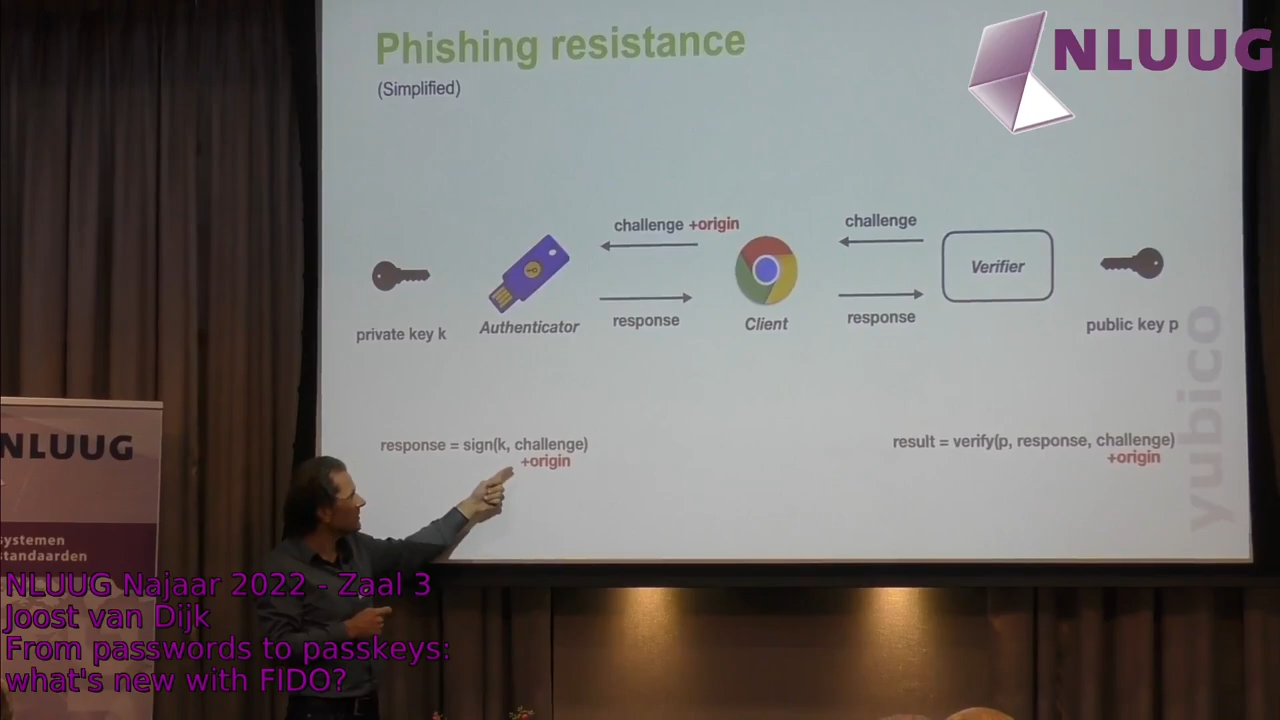 Phishing resistance
(Simplified)
NLUUG
challenge +origin
challenge
Verifier
response
response
private key k
Authenticator
Client
public key p
yubico
response = sign(k, challenge)
+origin
result = verify(p, response, challenge)
+origin
NLUUG
systemen
standaarden
NLUUG Najaar 2022 - Zaal 3
Joost van Dijk
From passwords to passkeys:
what's new with FIDO?